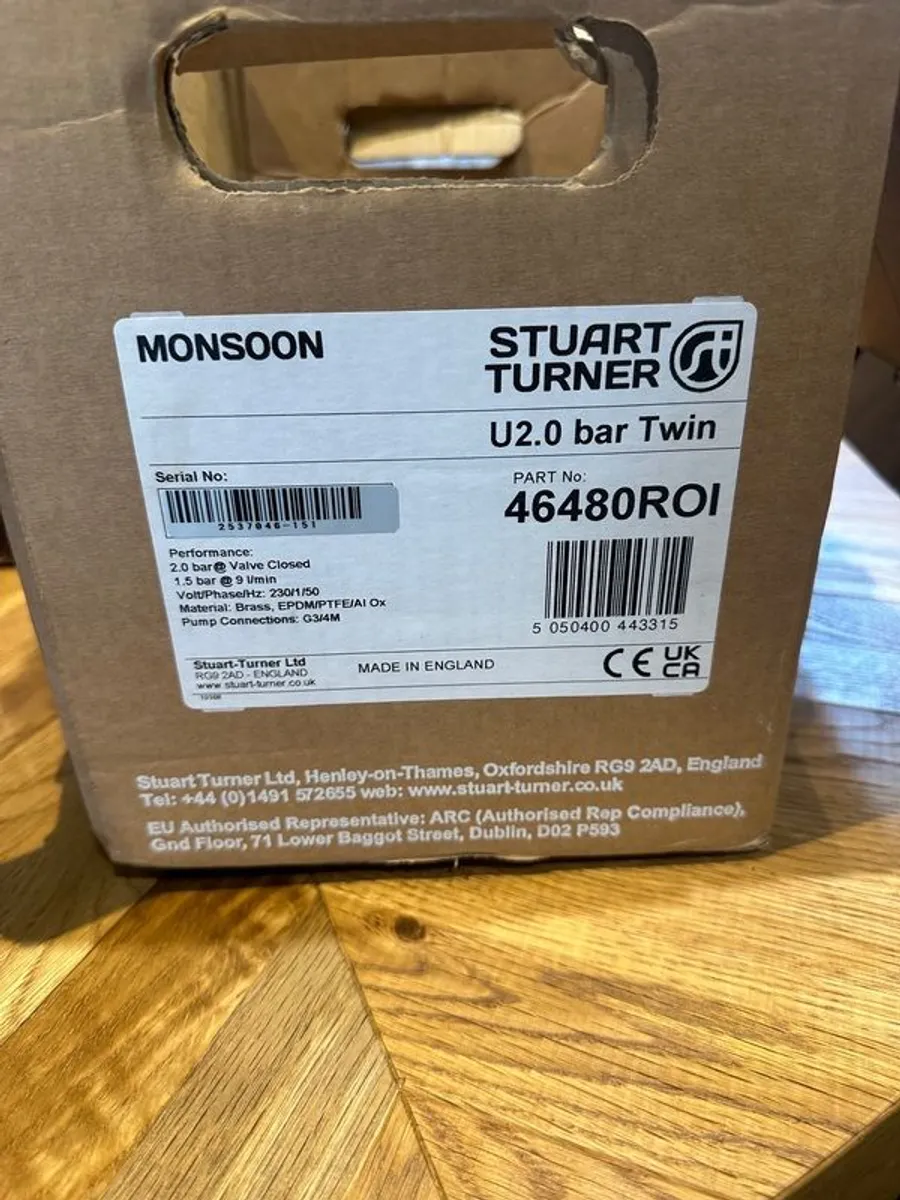 MONSOON
STUART
TURNER
U2.0 bar Twin
Serial No:
2537046-151
PART No:
46480ROI
Performance:
2.0 bar@ Valve Closed
1.5 bar @ 9 l/min
Volt/Phase/Hz: 230/1/50
Material: Brass, EPDM/PTFE/Al Ox
Pump Connections: G3/4M
5 050400 443315
Stuart-Turner Ltd
RG9 2AD - ENGLAND
www.stuart-turner.co.uk
MADE IN ENGLAND
CE UK
CA
Stuart Turner Ltd, Henley-on-Thames, Oxfordshire RG9 2AD, England
Tel: +44 (0)1491 572655 web: www.stuart-turner.co.uk
EU Authorised Representative: ARC (Authorised Rep Compliance),
Gnd Floor, 71 Lower Baggot Street, Dublin, D02 P593